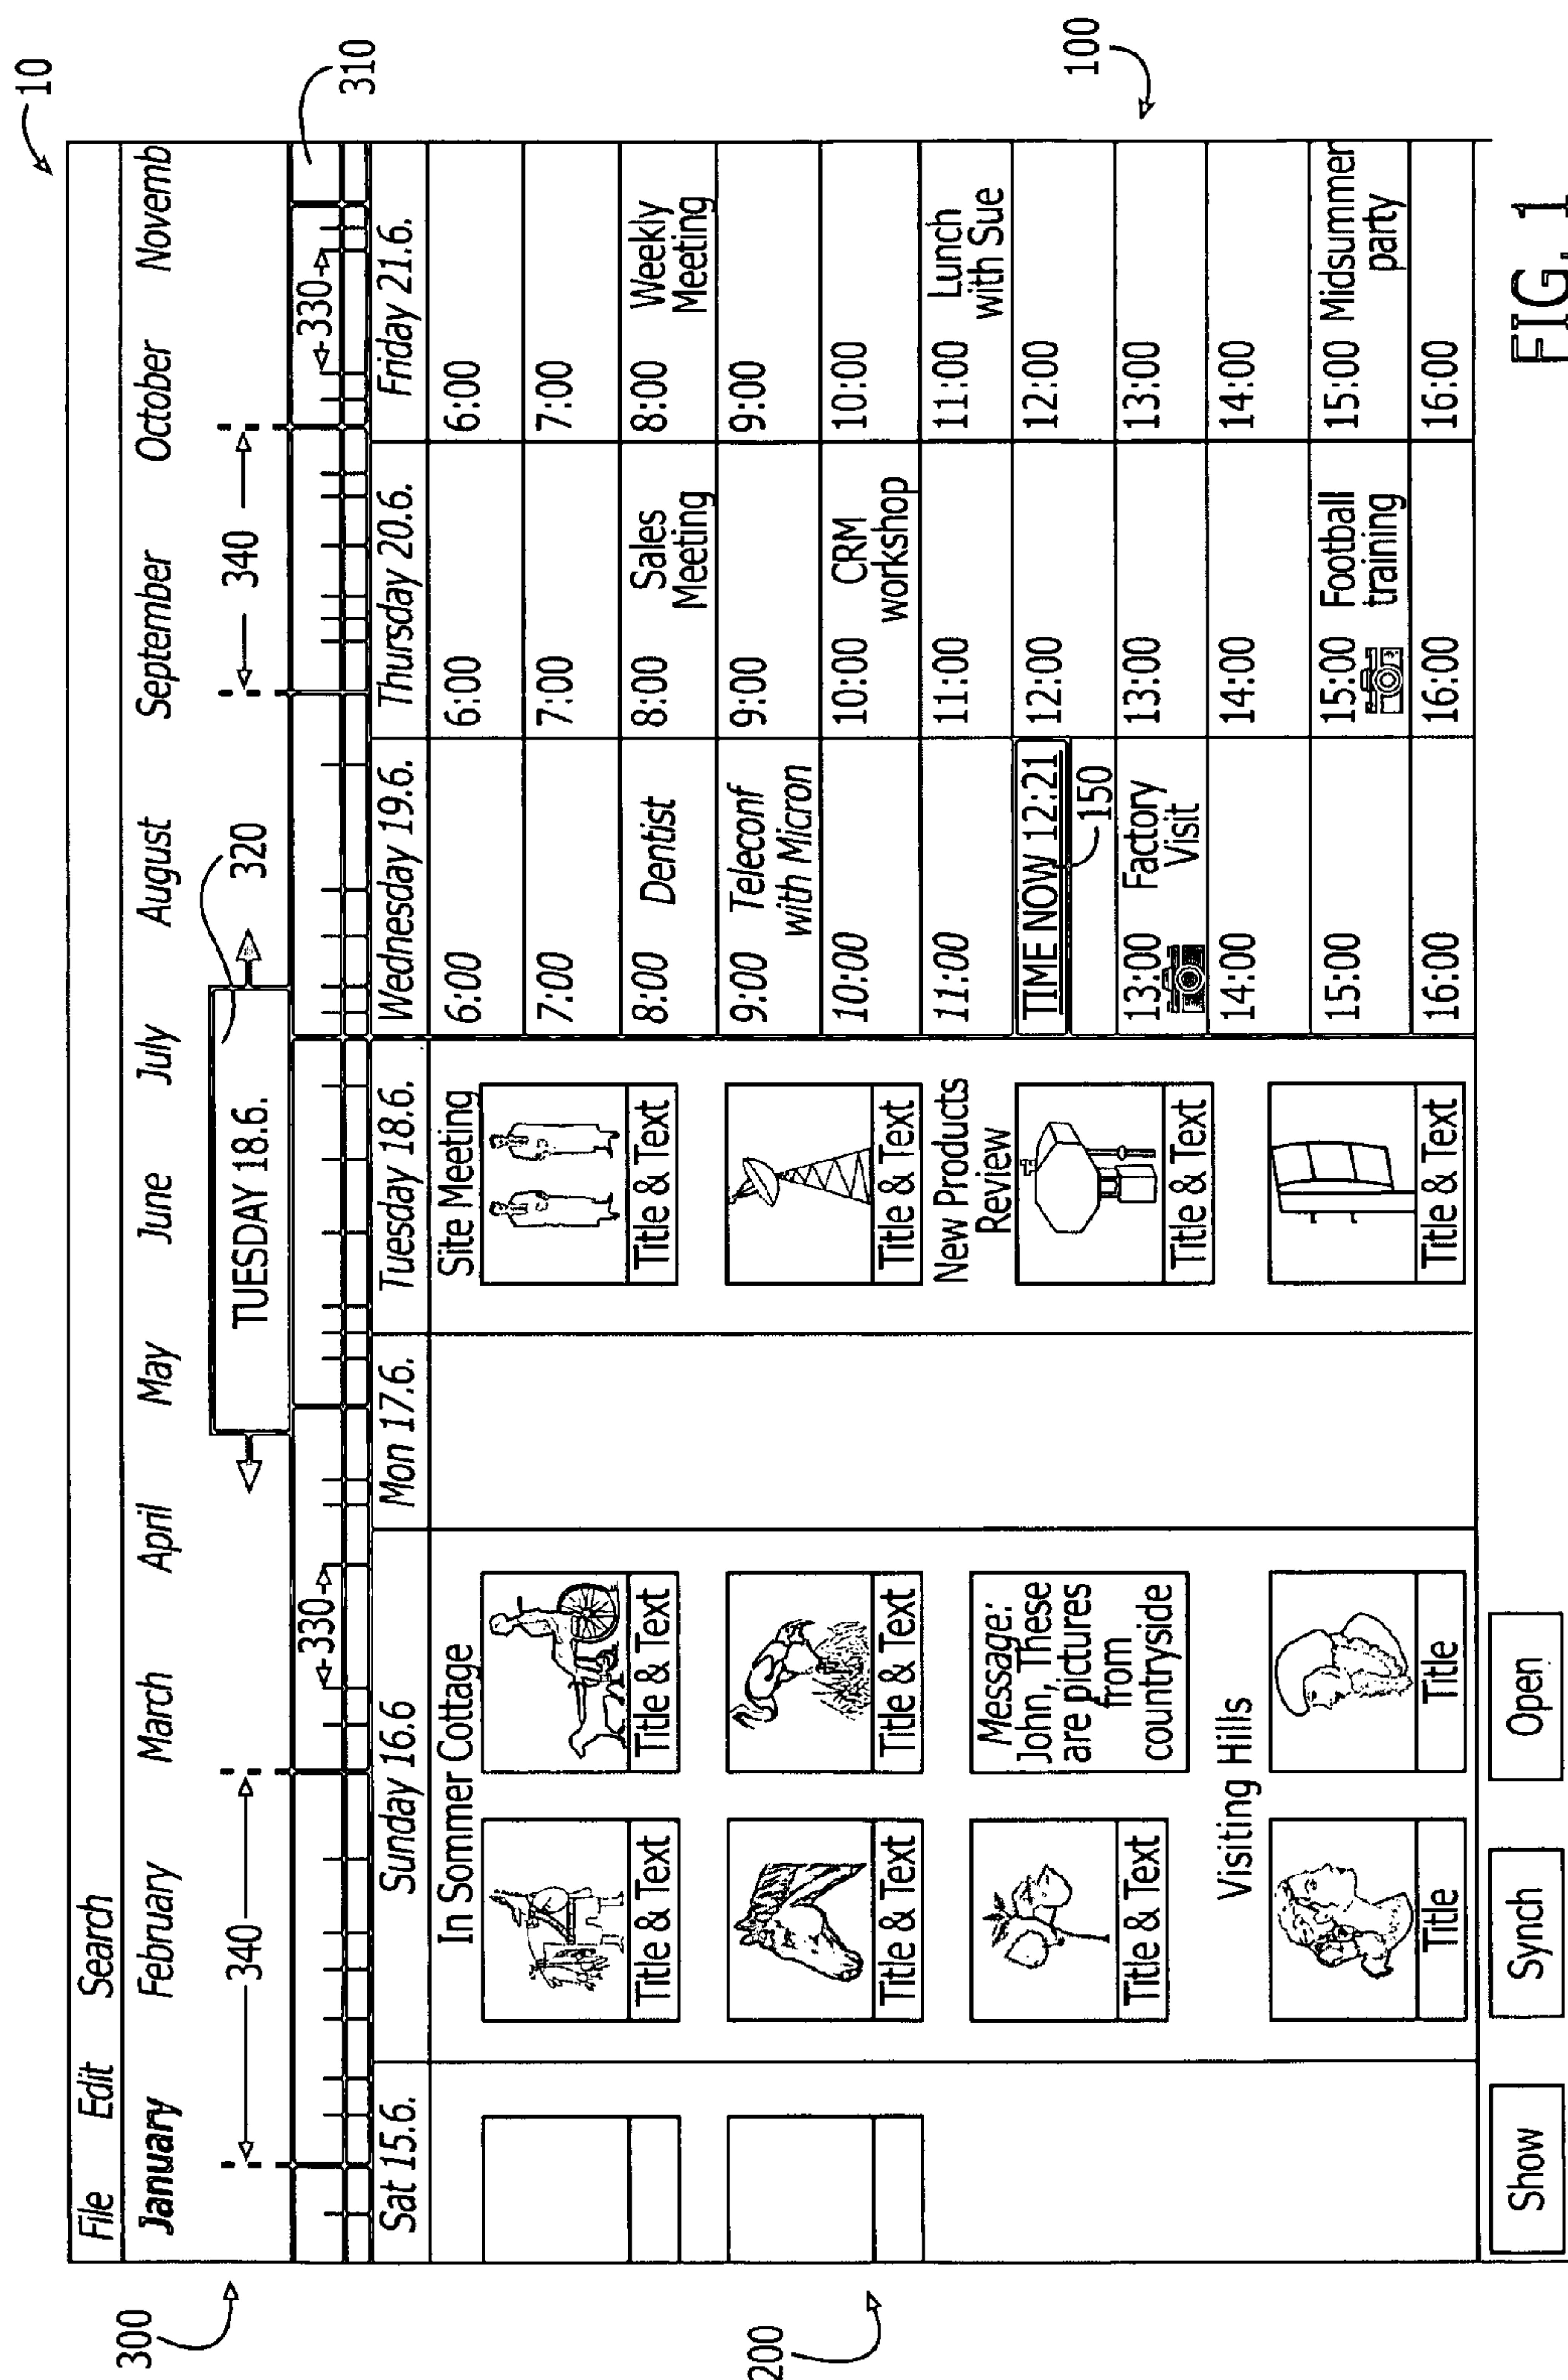 10
File Edit Search
January February March April May June July August September October Novemb
300
TUESDAY 18.6.
320
340
340
330
330
310
Sat 15.6.
Sunday 16.6
Mon 17.6.
Tuesday 18.6.
Wednesday 19.6.
Thursday 20.6.
Friday 21.6.
In Sommer Cottage
Title & Text
Title & Text
Title & Text
Title & Text
Title & Text
Message:
John, These
are pictures
from
countryside
Visiting Hills
Title
Title
Site Meeting
Title & Text
Title & Text
New Products
Review
Title & Text
Title & Text
6:00
7:00
8:00 Dentist
9:00 Teleconf
with Micron
10:00
11:00
TIME NOW 12:21
150
13:00 Factory
Visit
14:00
15:00
16:00
6:00
7:00
8:00 Sales
Meeting
9:00
10:00 CRM
workshop
11:00
12:00
13:00
14:00
15:00 Football
training
16:00
6:00
7:00
8:00 Weekly
Meeting
9:00
10:00
11:00 Lunch
with Sue
12:00
13:00
14:00
15:00 Midsummer
party
16:00
200
100
Show Synch Open
FIG. 1